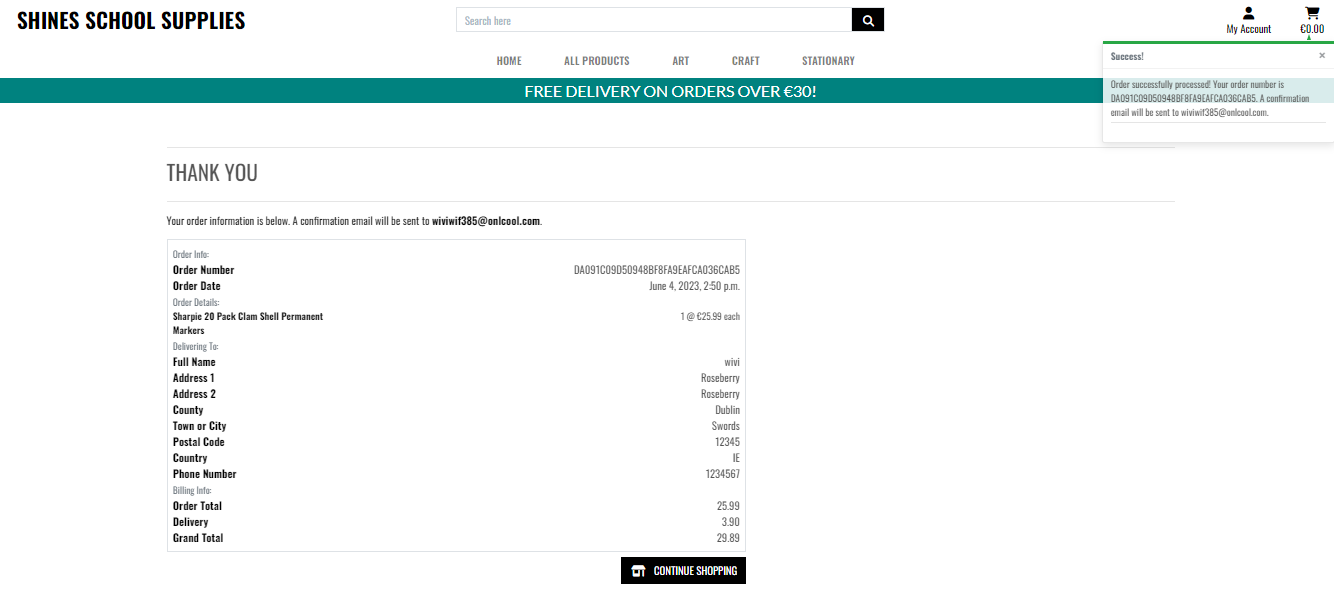 SHINES SCHOOL SUPPLIES
Search here
My Account
€0.00
HOME ALL PRODUCTS ART CRAFT STATIONARY
FREE DELIVERY ON ORDERS OVER €30!
Success! ×
Order successfully processed! Your order number is
DA091C09D50948BF8FA9EAFCA036CAB5. A confirmation
email will be sent to wiviwif385@onlcool.com.
THANK YOU
Your order information is below. A confirmation email will be sent to wiviwif385@onlcool.com.
Order Info:
Order Number DA091C09D50948BF8FA9EAFCA036CAB5
Order Date June 4, 2023, 2:50 p.m.
Order Details:
Sharpie 20 Pack Clam Shell Permanent 1 @ €25.99 each
Markers
Delivering To:
Full Name wivi
Address 1 Roseberry
Address 2 Roseberry
County Dublin
Town or City Swords
Postal Code 12345
Country IE
Phone Number 1234567
Billing Info:
Order Total 25.99
Delivery 3.90
Grand Total 29.89
CONTINUE SHOPPING